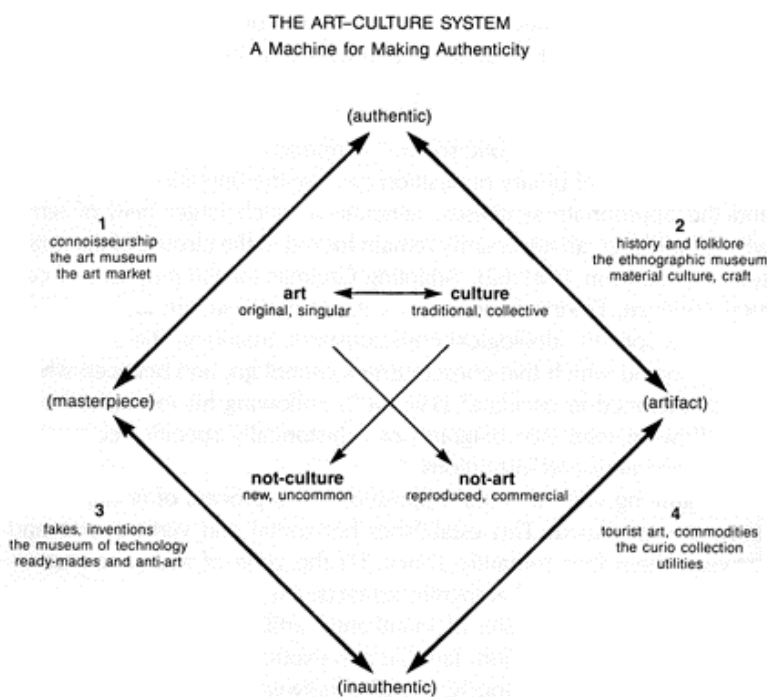 THE ART–CULTURE SYSTEM
A Machine for Making Authenticity
(authentic)
1
connoisseurship
the art museum
the art market
2
history and folklore
the ethnographic museum
material culture, craft
art
original, singular
culture
traditional, collective
(masterpiece)
(artifact)
not-culture
new, uncommon
not-art
reproduced, commercial
3
fakes, inventions
the museum of technology
ready-mades and anti-art
4
tourist art, commodities
the curio collection
utilities
(inauthentic)